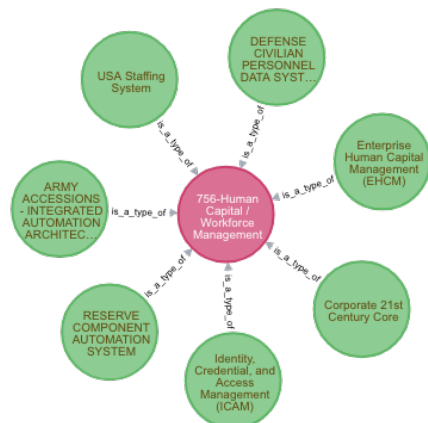 DEFENSE
CIVILIAN
PERSONNEL
DATA SYST…
USA Staffing
System
is_a_type_of
is_a_type_of
Enterprise
Human Capital
Management
(EHCM)
is_a_type_of
ARMY
ACCESSIONS
- INTEGRATED
AUTOMATION
ARCHITEC…
is_a_type_of
756-Human
Capital /
Workforce
Management
is_a_type_of
is_a_type_of
is_a_type_of
RESERVE
COMPONENT
AUTOMATION
SYSTEM
Corporate 21st
Century Core
Identity,
Credential, and
Access
Management
(ICAM)